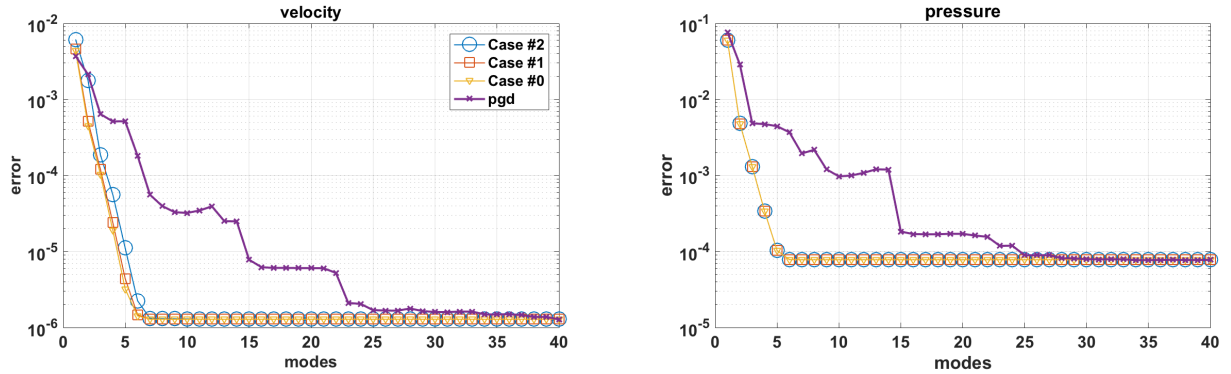 velocity
10^-2
10^-3
10^-4
10^-5
10^-6
error
0 5 10 15 20 25 30 35 40
modes
Case #2
Case #1
Case #0
pgd
pressure
10^-1
10^-2
10^-3
10^-4
10^-5
error
0 5 10 15 20 25 30 35 40
modes